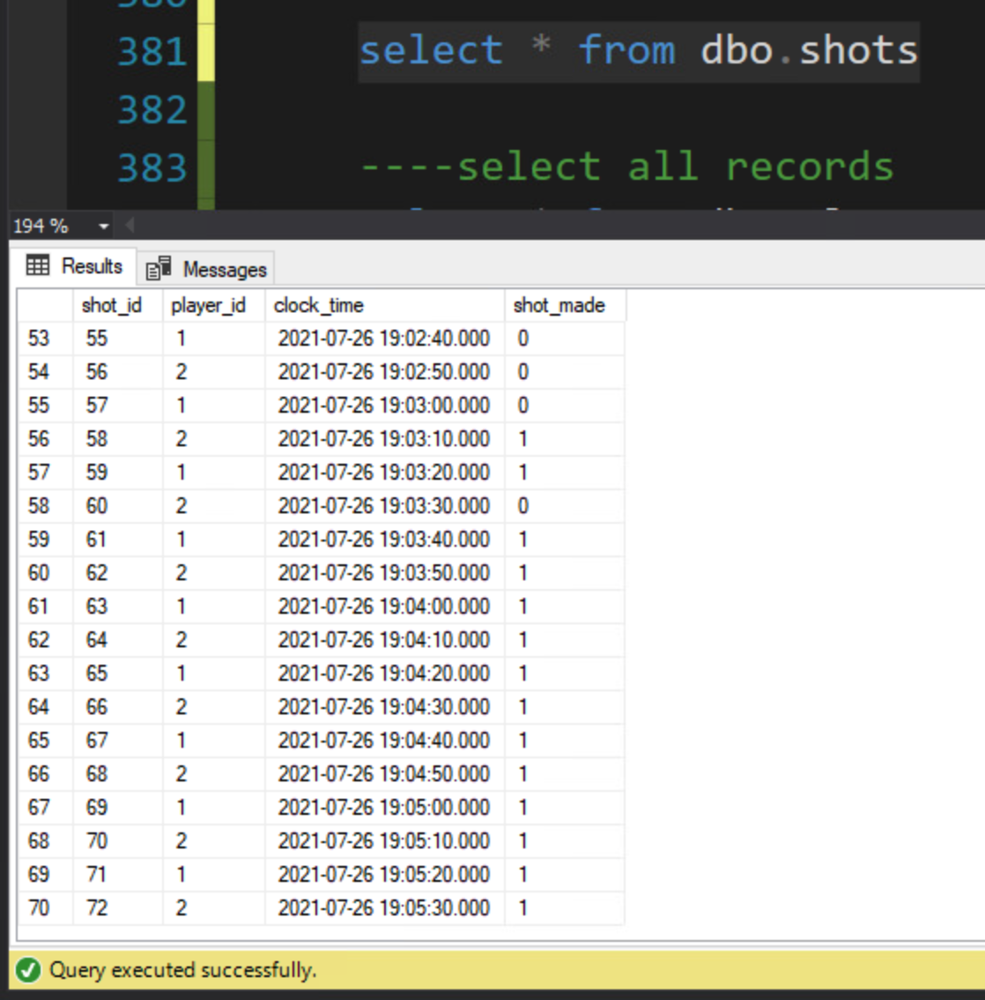 381 select * from dbo.shots
382
383 ----select all records
194 %
Results Messages
shot_id player_id clock_time shot_made
53 55 1 2021-07-26 19:02:40.000 0
54 56 2 2021-07-26 19:02:50.000 0
55 57 1 2021-07-26 19:03:00.000 0
56 58 2 2021-07-26 19:03:10.000 1
57 59 1 2021-07-26 19:03:20.000 1
58 60 2 2021-07-26 19:03:30.000 0
59 61 1 2021-07-26 19:03:40.000 1
60 62 2 2021-07-26 19:03:50.000 1
61 63 1 2021-07-26 19:04:00.000 1
62 64 2 2021-07-26 19:04:10.000 1
63 65 1 2021-07-26 19:04:20.000 1
64 66 2 2021-07-26 19:04:30.000 1
65 67 1 2021-07-26 19:04:40.000 1
66 68 2 2021-07-26 19:04:50.000 1
67 69 1 2021-07-26 19:05:00.000 1
68 70 2 2021-07-26 19:05:10.000 1
69 71 1 2021-07-26 19:05:20.000 1
70 72 2 2021-07-26 19:05:30.000 1
Query executed successfully.